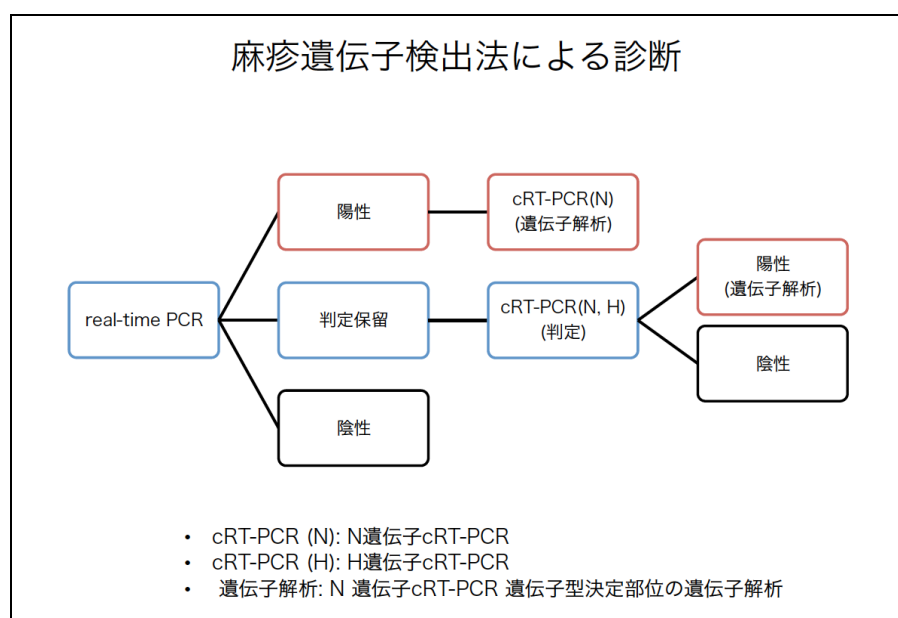 麻疹遺伝子検出法による診断
real-time PCR
陽性
cRT-PCR(N)
(遺伝子解析)
判定保留
cRT-PCR(N, H)
(判定)
陽性
(遺伝子解析)
陰性
陰性
• cRT-PCR (N): N遺伝子cRT-PCR
• cRT-PCR (H): H遺伝子cRT-PCR
• 遺伝子解析: N 遺伝子cRT-PCR 遺伝子型決定部位の遺伝子解析